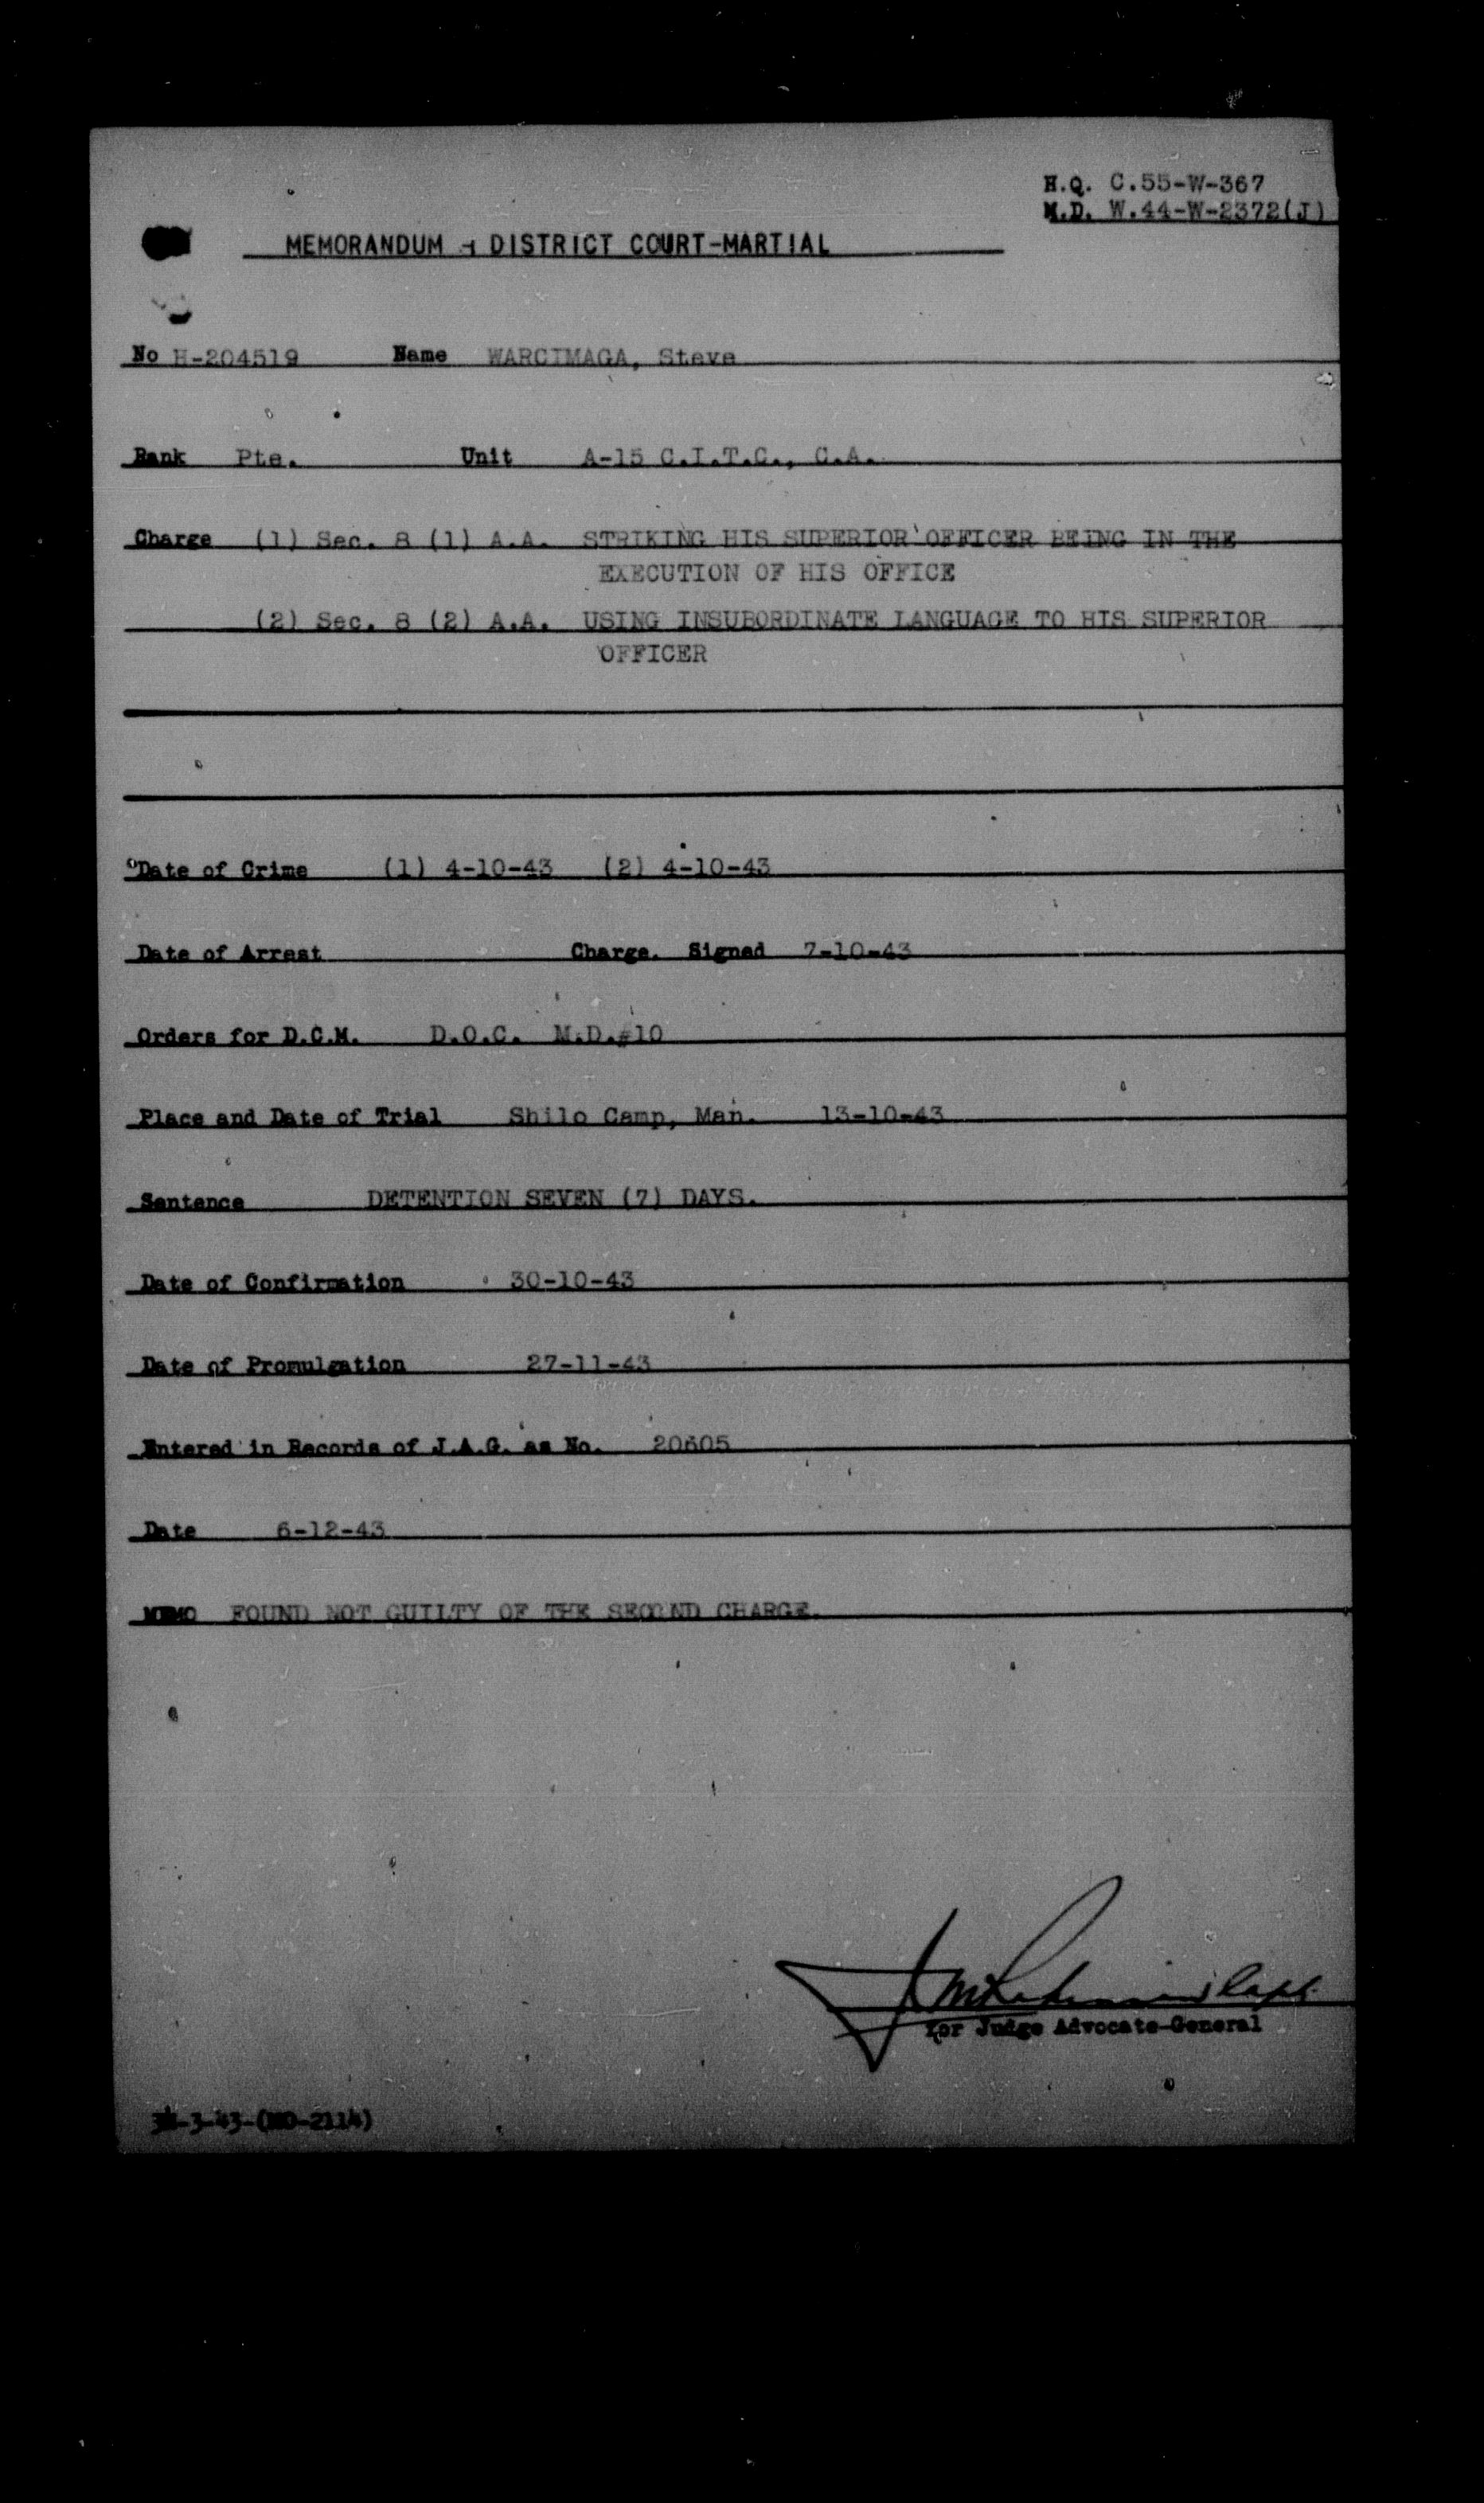 H.Q. C.55-W-367
M.D. W.44-W-2372(J)
MEMORANDUM - DISTRICT COURT-MARTIAL
No H-204519 Name WARCIMAGA, Steve
Rank Pte. Unit A-15 C.I.T.C., C.A.
Charge (1) Sec. 8 (1) A.A. STRIKING HIS SUPERIOR OFFICER BEING IN THE
EXECUTION OF HIS OFFICE
(2) Sec. 8 (2) A.A. USING INSUBORDINATE LANGUAGE TO HIS SUPERIOR
OFFICER
Date of Crime (1) 4-10-43 (2) 4-10-43
Date of Arrest Charge. Signed 7-10-43
Orders for D.C.M. D.O.C. M.D.#10
Place and Date of Trial Shilo Camp, Man. 13-10-43
Sentence DETENTION SEVEN (7) DAYS.
Date of Confirmation 30-10-43
Date of Promulgation 27-11-43
Entered in Records of J.A.G. as No. 20605
Date 6-12-43
MEMO FOUND NOT GUILTY OF THE SECOND CHARGE.
for Judge Advocate-General